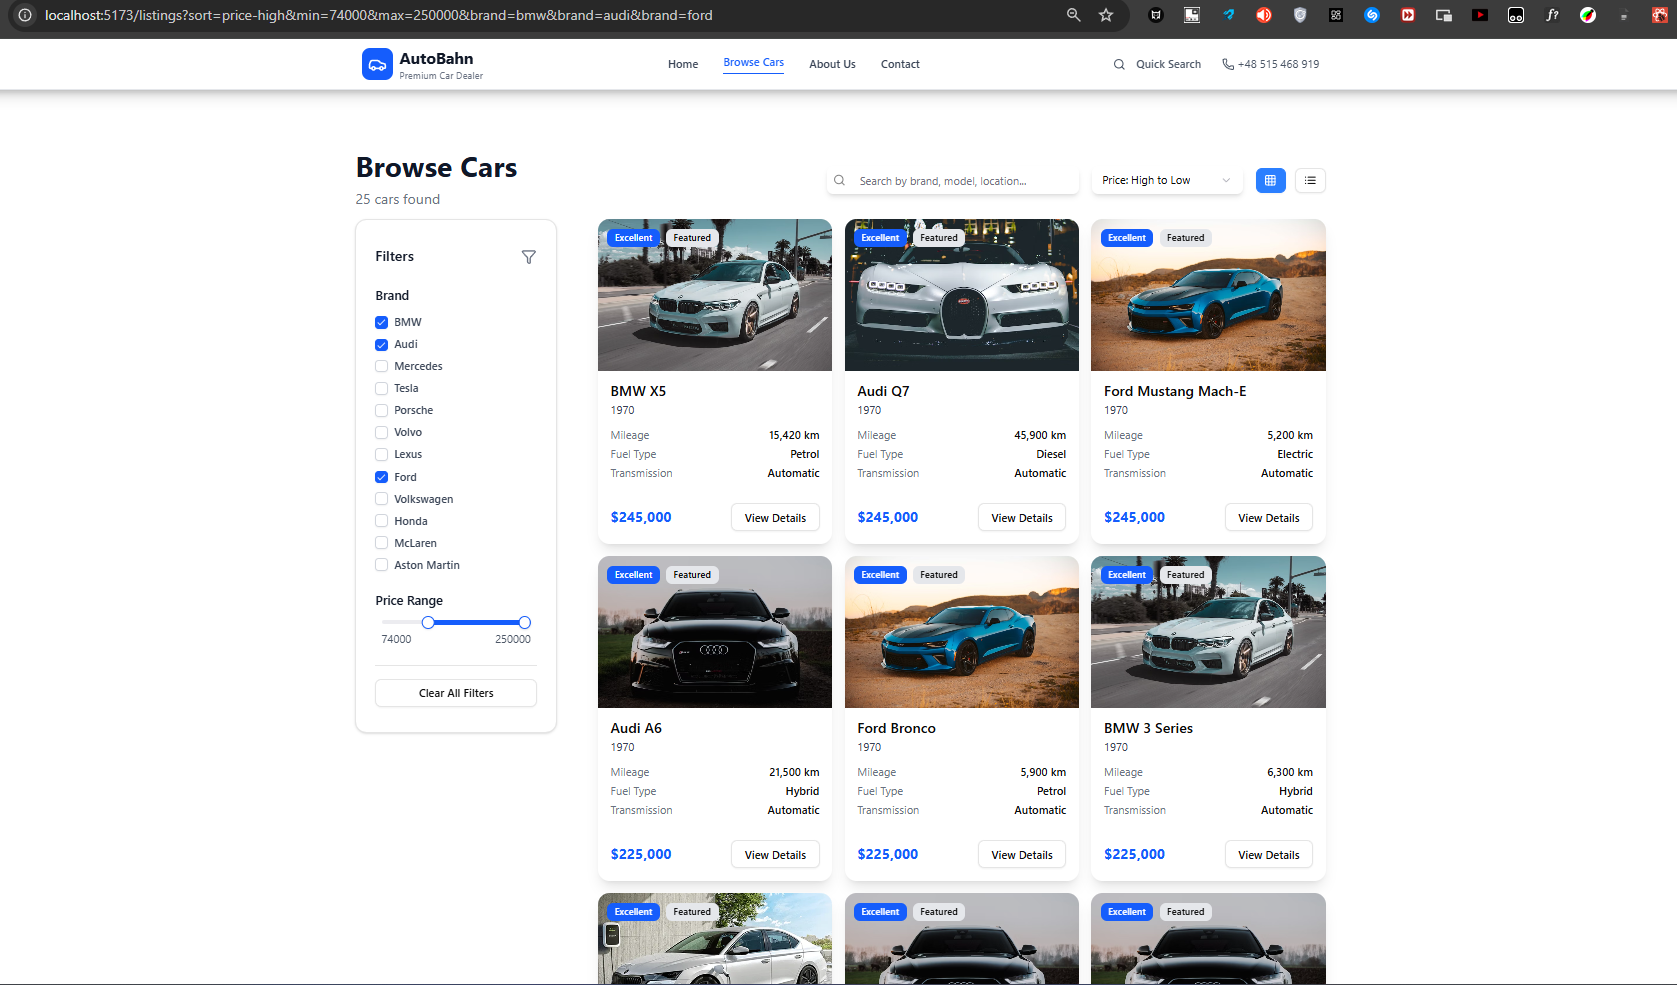 localhost:5173/listings?sort=price-high&min=74000&max=250000&brand=bmw&brand=audi&brand=ford
AutoBahn
Premium Car Dealer
Home
Browse Cars
About Us
Contact
Quick Search
+48 515 468 919
Browse Cars
25 cars found
Search by brand, model, location...
Price: High to Low
Filters
Brand
BMW
Audi
Mercedes
Tesla
Porsche
Volvo
Lexus
Ford
Volkswagen
Honda
McLaren
Aston Martin
Price Range
74000
250000
Clear All Filters
Excellent
Featured
BMW X5
1970
Mileage 15,420 km
Fuel Type Petrol
Transmission Automatic
$245,000
View Details
Excellent
Featured
Audi Q7
1970
Mileage 45,900 km
Fuel Type Diesel
Transmission Automatic
$245,000
View Details
Excellent
Featured
Ford Mustang Mach-E
1970
Mileage 5,200 km
Fuel Type Electric
Transmission Automatic
$245,000
View Details
Excellent
Featured
Audi A6
1970
Mileage 21,500 km
Fuel Type Hybrid
Transmission Automatic
$225,000
View Details
Excellent
Featured
Ford Bronco
1970
Mileage 5,900 km
Fuel Type Petrol
Transmission Automatic
$225,000
View Details
Excellent
Featured
BMW 3 Series
1970
Mileage 6,300 km
Fuel Type Hybrid
Transmission Automatic
$225,000
View Details
Excellent
Featured
Excellent
Featured
Excellent
Featured